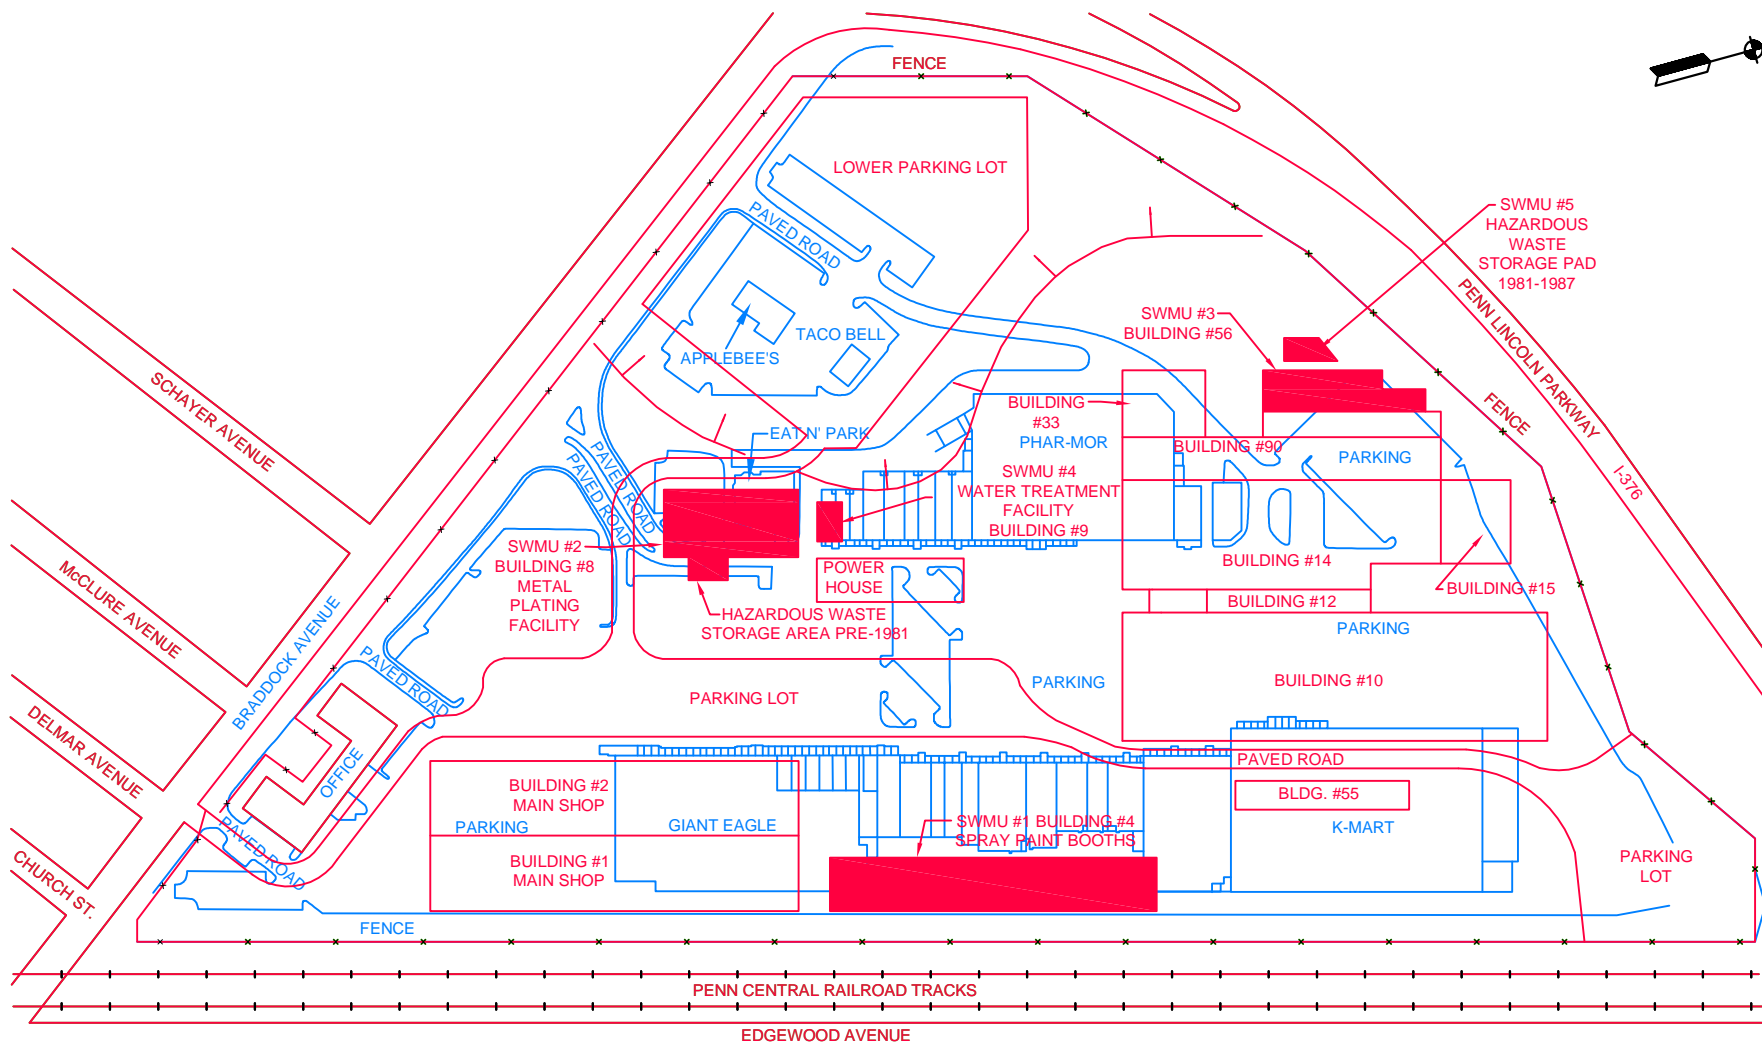 FENCE
LOWER PARKING LOT
PAVED ROAD
SWMU #5
HAZARDOUS
WASTE
STORAGE PAD
1981-1987
PENN LINCOLN PARKWAY
I-376
FENCE
SWMU #3
BUILDING #56
TACO BELL
APPLEBEE'S
SCHAYER AVENUE
BUILDING
#33
PHAR-MOR
EAT N' PARK
BUILDING #90
PARKING
PAVED ROAD
PAVED ROAD
SWMU #4
WATER TREATMENT
FACILITY
BUILDING #9
SWMU #2
BUILDING #8
METAL
PLATING
FACILITY
POWER
HOUSE
BUILDING #14
BUILDING #15
BUILDING #12
HAZARDOUS WASTE
STORAGE AREA PRE-1981
PARKING
McCLURE AVENUE
BRADDOCK AVENUE
PAVED ROAD
PARKING LOT
PARKING
BUILDING #10
DELMAR AVENUE
OFFICE
PAVED ROAD
BUILDING #2
MAIN SHOP
BLDG. #55
PARKING
GIANT EAGLE
SWMU #1 BUILDING #4
SPRAY PAINT BOOTHS
K-MART
PAVED ROAD
BUILDING #1
MAIN SHOP
PARKING
LOT
CHURCH ST.
FENCE
PENN CENTRAL RAILROAD TRACKS
EDGEWOOD AVENUE